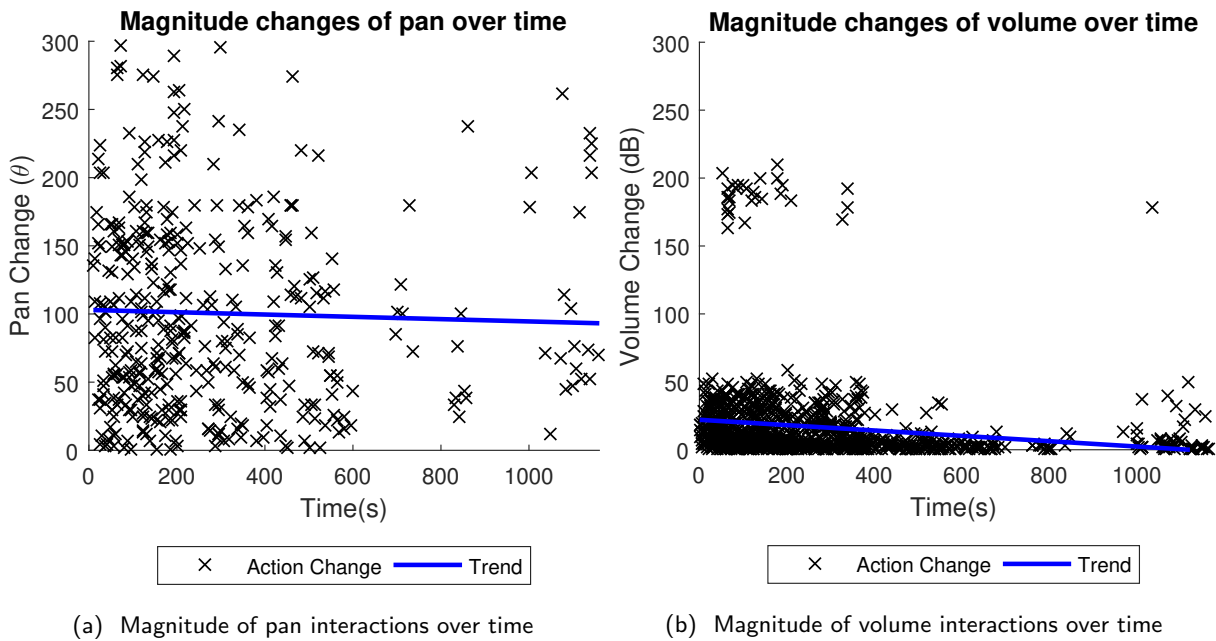 Magnitude changes of pan over time
300
250
200
150
100
50
0
Pan Change (θ)
0 200 400 600 800 1000
Time(s)
Action Change Trend
(a) Magnitude of pan interactions over time
Magnitude changes of volume over time
300
250
200
150
100
50
0
Volume Change (dB)
0 200 400 600 800 1000
Time(s)
Action Change Trend
(b) Magnitude of volume interactions over time